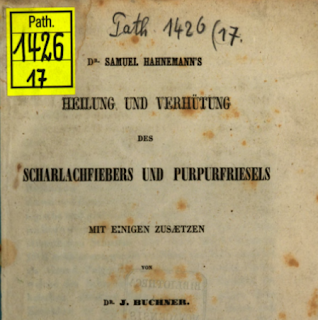 Path.
1426
17
Path. 1426 (17.
DR. SAMUEL HAHNEMANN'S
HEILUNG UND VERHÜTUNG
DES
SCHARLACHFIEBERS UND PURPURFRIESELS
MIT EINIGEN ZUSÆTZEN
VON
DR. J. BUCHNER.